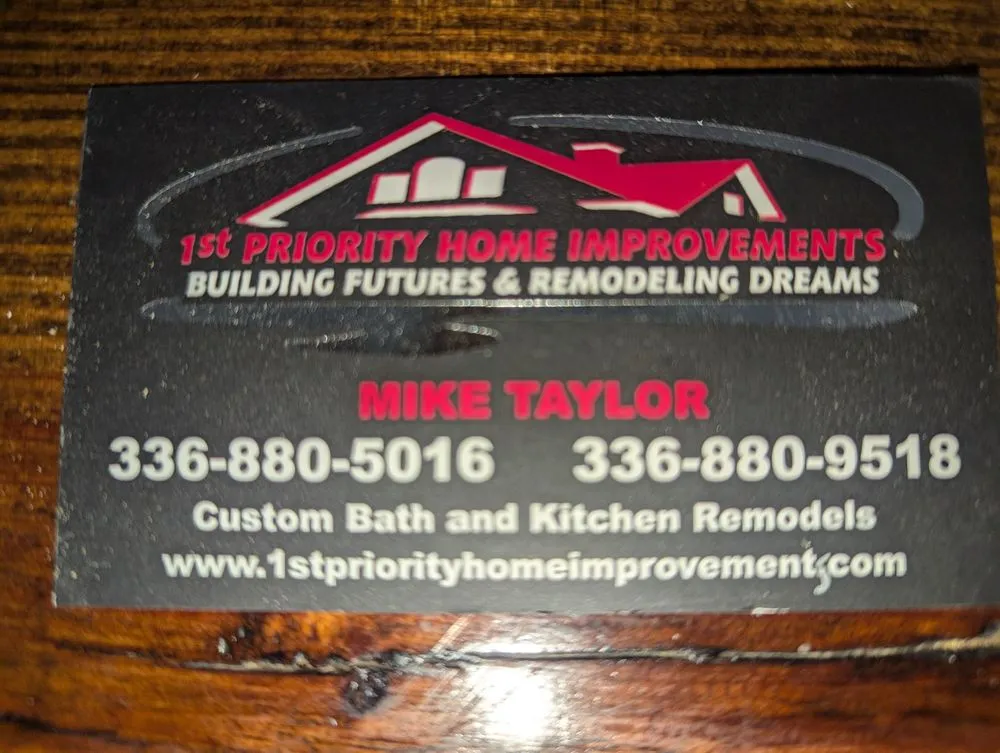 1st PRIORITY HOME IMPROVEMENTS
BUILDING FUTURES & REMODELING DREAMS
MIKE TAYLOR
336-880-5016 336-880-9518
Custom Bath and Kitchen Remodels
www.1stpriorityhomeimprovements.com